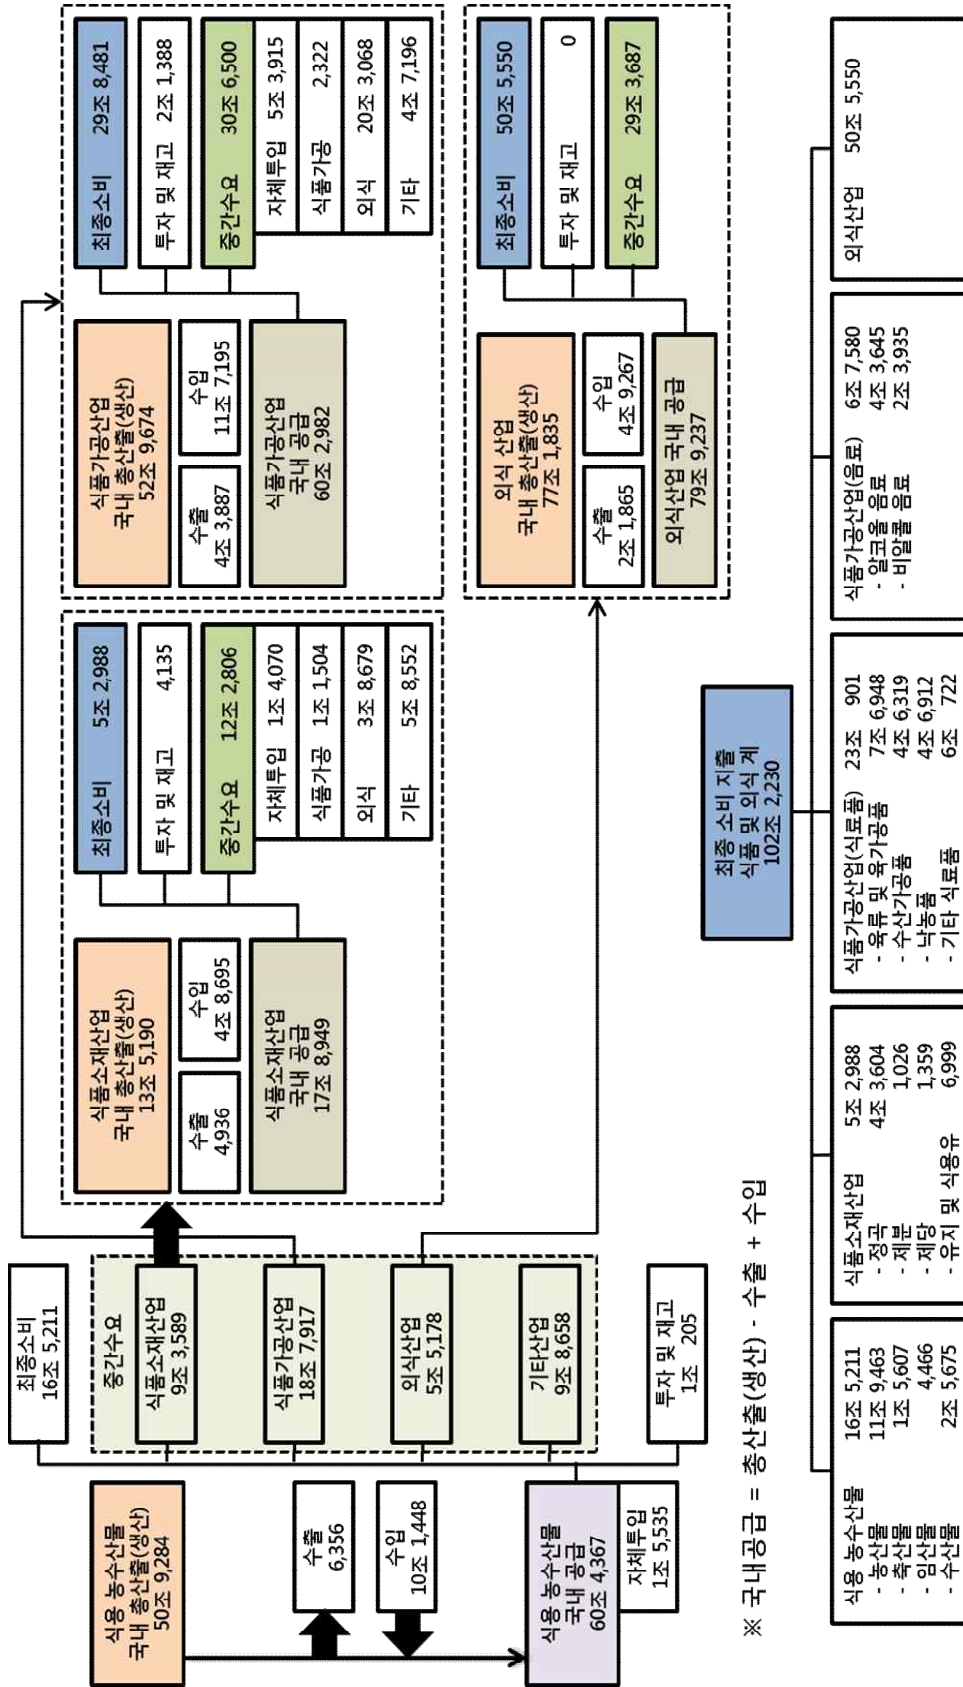 식용 농수산물
국내 총산출(생산)
50조 9,284
수출
6,356
수입
10조 1,448
식용 농수산물
국내 공급
60조 4,367
자체투입
1조 5,535
최종소비
16조 5,211
중간수요
식품소재산업
9조 3,589
식품가공산업
18조 7,917
외식산업
5조 5,178
기타산업
9조 8,658
투자 및 재고
1조 205
식품소재산업
국내 총산출(생산)
13조 5,190
수출
4,936
수입
4조 8,695
식품소재산업
국내 공급
17조 8,949
최종소비 5조 2,988
투자 및 재고 4,135
중간수요 12조 2,806
자체투입 1조 4,070
식품가공 1조 1,504
외식 3조 8,679
기타 5조 8,552
식품가공산업
국내 총산출(생산)
52조 9,674
수출
4조 3,887
수입
11조 7,195
식품가공산업
국내 공급
60조 2,982
최종소비 29조 8,481
투자 및 재고 2조 1,388
중간수요 30조 6,500
자체투입 5조 3,915
식품가공 2,322
외식 20조 3,068
기타 4조 7,196
외식 산업
국내 총산출(생산)
77조 1,835
수출
2조 1,865
수입
4조 9,267
외식산업 국내 공급
79조 9,237
최종소비 50조 5,550
투자 및 재고 0
중간수요 29조 3,687
※ 국내공급 = 총산출(생산) - 수출 + 수입
최종 소비 지출
식품 및 외식 계
102조 2,230
식용 농수산물 16조 5,211
- 농산물 11조 9,463
- 축산물 1조 5,607
- 임산물 4,466
- 수산물 2조 5,675
식품소재산업 5조 2,988
- 정곡 4조 3,604
- 제분 1,026
- 제당 1,359
- 유지 및 식용유 6,999
식품가공산업(식료품) 23조 901
- 육류 및 육가공품 7조 6,948
- 수산가공품 4조 6,319
- 낙농품 4조 6,912
- 기타 식료품 6조 722
식품가공산업(음료) 6조 7,580
- 알코올 음료 4조 3,645
- 비알콜 음료 2조 3,935
외식산업 50조 5,550